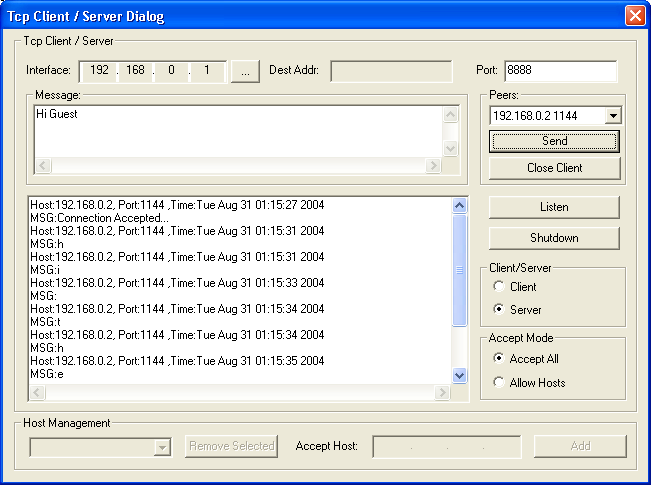 Tcp Client / Server Dialog
Tcp Client / Server
Interface: 192 . 168 . 0 . 1 ... Dest Addr: Port: 8888
Message:
Hi Guest
Peers:
192.168.0.2 1144
Send
Close Client
Host:192.168.0.2, Port:1144 ,Time:Tue Aug 31 01:15:27 2004
MSG:Connection Accepted...
Host:192.168.0.2, Port:1144 ,Time:Tue Aug 31 01:15:31 2004
MSG:h
Host:192.168.0.2, Port:1144 ,Time:Tue Aug 31 01:15:31 2004
MSG:i
Host:192.168.0.2, Port:1144 ,Time:Tue Aug 31 01:15:33 2004
MSG:
Host:192.168.0.2, Port:1144 ,Time:Tue Aug 31 01:15:34 2004
MSG:t
Host:192.168.0.2, Port:1144 ,Time:Tue Aug 31 01:15:34 2004
MSG:h
Host:192.168.0.2, Port:1144 ,Time:Tue Aug 31 01:15:35 2004
MSG:e
Listen
Shutdown
Client/Server
Client
Server
Accept Mode
Accept All
Allow Hosts
Host Management
Remove Selected Accept Host: . . . Add